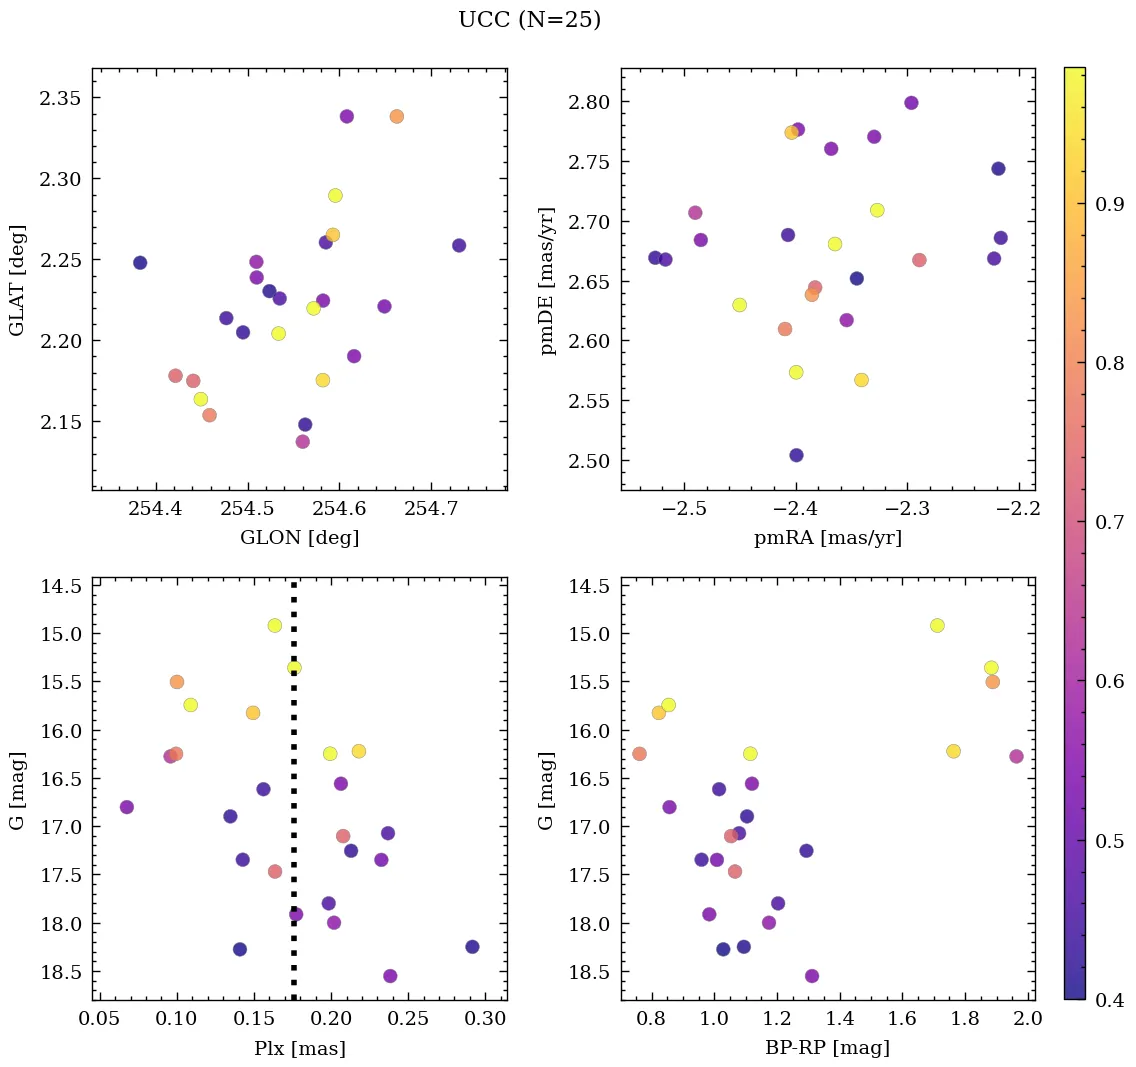 UCC (N=25)
2.35
2.30
2.25
2.20
2.15
GLAT [deg]
254.4 254.5 254.6 254.7
GLON [deg]
2.80
2.75
2.70
2.65
2.60
2.55
2.50
pmDE [mas/yr]
−2.5 −2.4 −2.3 −2.2
pmRA [mas/yr]
14.5
15.0
15.5
16.0
16.5
17.0
17.5
18.0
18.5
G [mag]
0.05 0.10 0.15 0.20 0.25 0.30
Plx [mas]
14.5
15.0
15.5
16.0
16.5
17.0
17.5
18.0
18.5
G [mag]
0.8 1.0 1.2 1.4 1.6 1.8 2.0
BP-RP [mag]
0.9
0.8
0.7
0.6
0.5
0.4